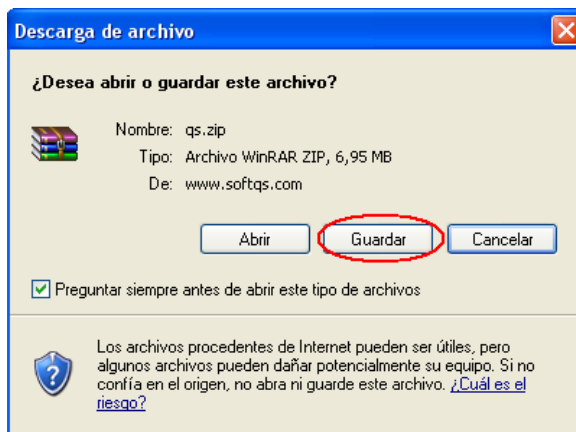 Descarga de archivo
¿Desea abrir o guardar este archivo?
Nombre: qs.zip
Tipo: Archivo WinRAR ZIP, 6,95 MB
De: www.softqs.com
Abrir Guardar Cancelar
Preguntar siempre antes de abrir este tipo de archivos
Los archivos procedentes de Internet pueden ser útiles, pero
algunos archivos pueden dañar potencialmente su equipo. Si no
confía en el origen, no abra ni guarde este archivo. ¿Cuál es el
riesgo?